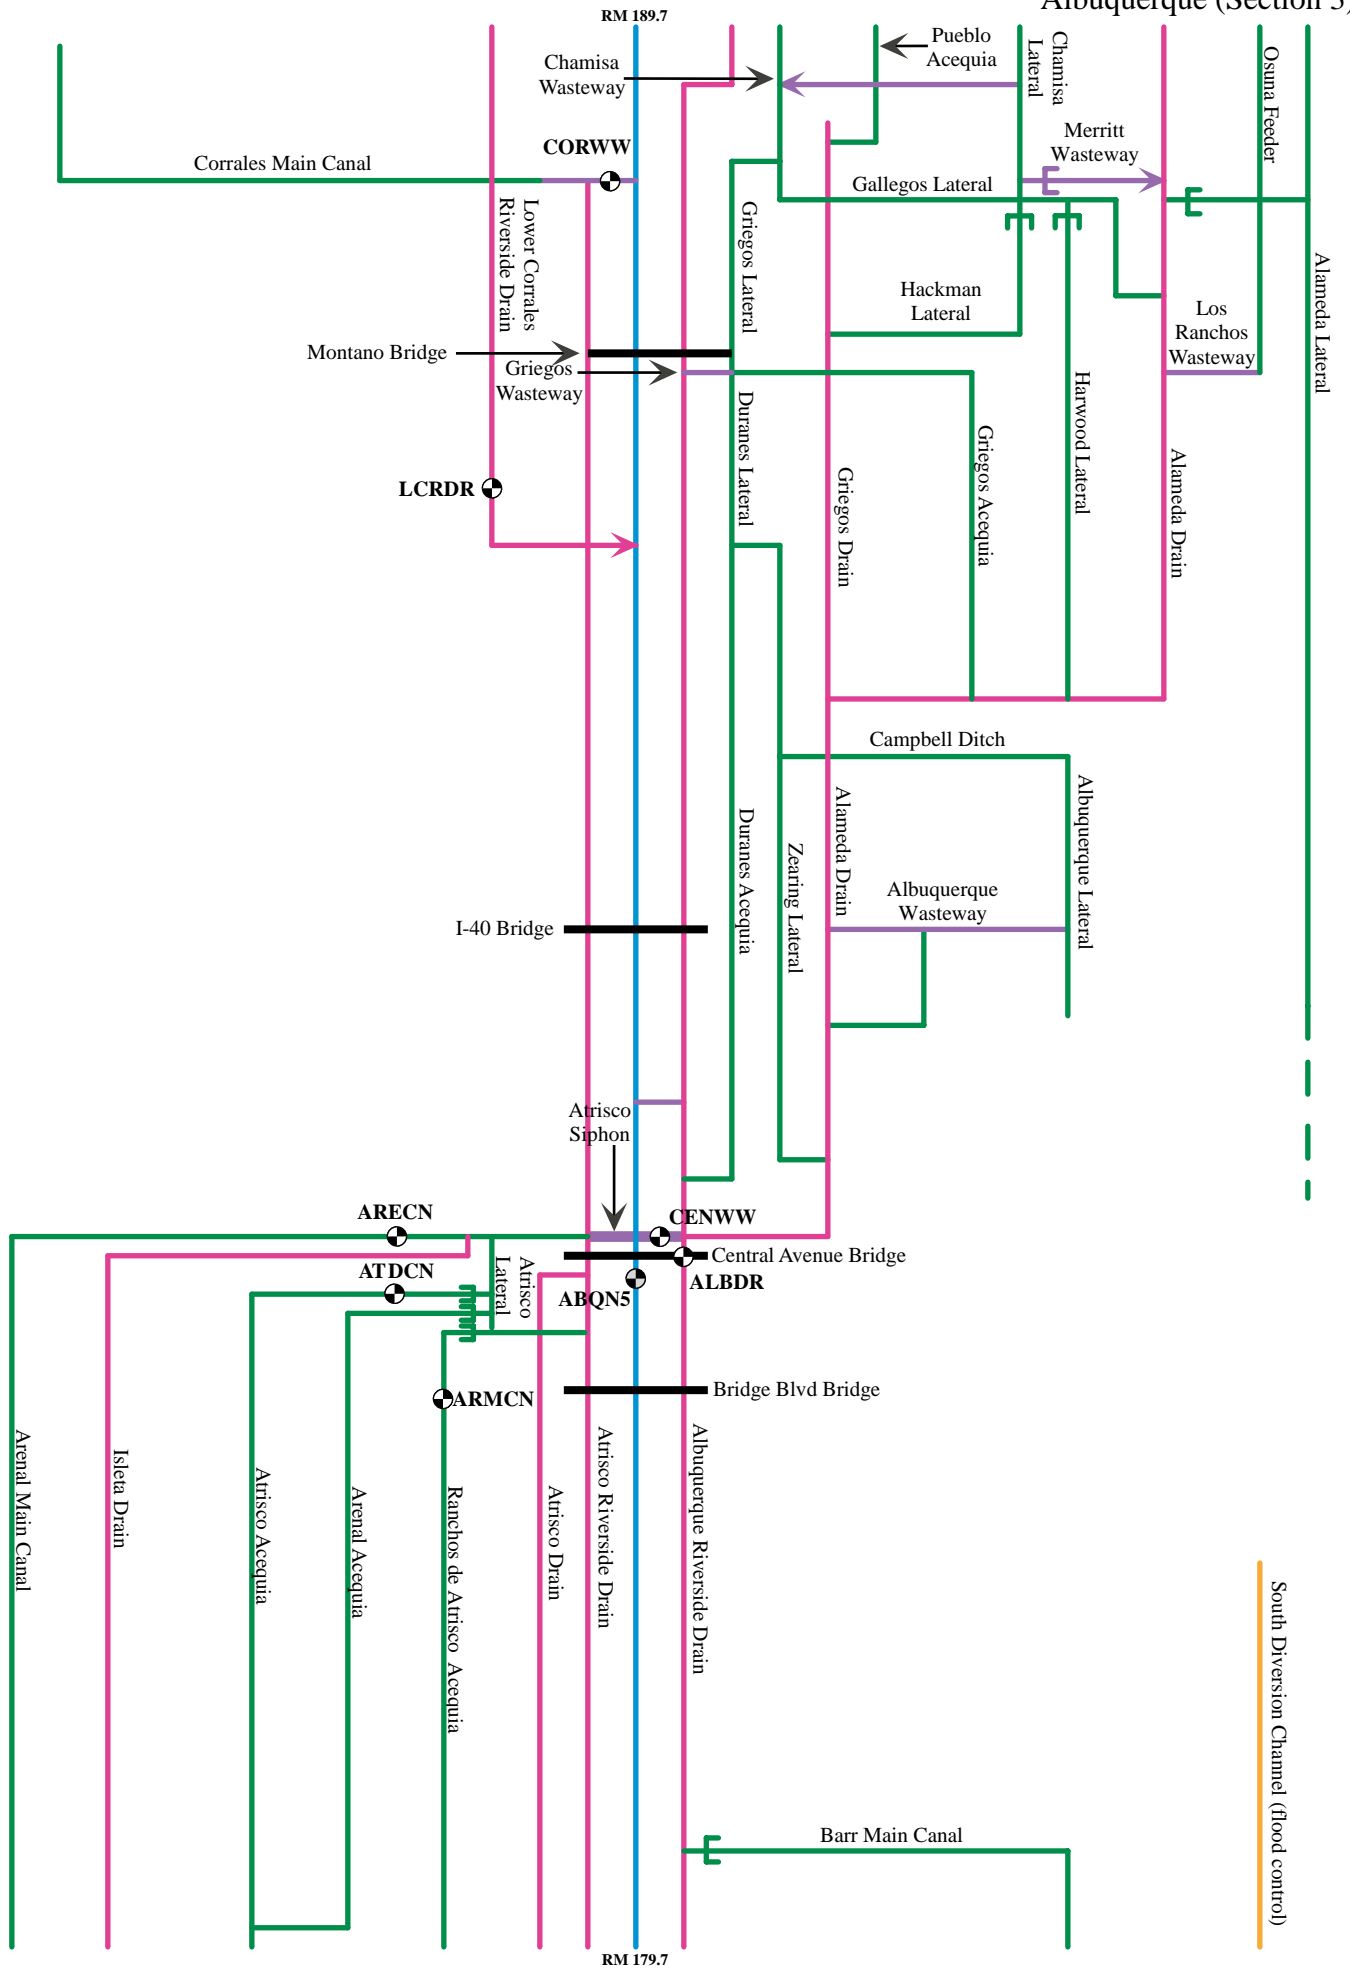 Albuquerque (Section 3)
RM 189.7
Pueblo
Acequia
Chamisa
Lateral
Osuna Feeder
Chamisa
Wasteway
Merritt
Wasteway
CORWW
Corrales Main Canal
Gallegos Lateral
Lower Corrales
Riverside Drain
Griegos Lateral
Alameda Lateral
Hackman
Lateral
Los
Ranchos
Wasteway
Montano Bridge
Griegos
Wasteway
Duranes Lateral
Harwood Lateral
Griegos Acequia
Alameda Drain
Griegos Drain
LCRDR
Campbell Ditch
Albuquerque Lateral
Alameda Drain
Duranes Acequia
Zearing Lateral
Albuquerque
Wasteway
I-40 Bridge
Atrisco
Siphon
ARECN
CENWW
Central Avenue Bridge
Atrisco
Lateral
ATDCN
ABQN5
ALBDR
ARMCN
Bridge Blvd Bridge
Arenal Main Canal
Isleta Drain
Atrisco Acequia
Arenal Acequia
Ranchos de Atrisco Acequia
Atrisco Drain
Atrisco Riverside Drain
Albuquerque Riverside Drain
South Diversion Channel (flood control)
Barr Main Canal
RM 179.7